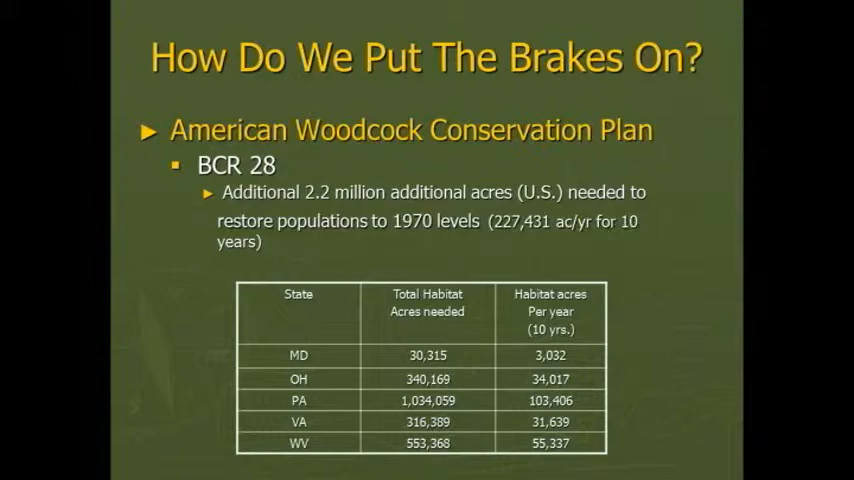 How Do We Put The Brakes On?
► American Woodcock Conservation Plan
▪ BCR 28
► Additional 2.2 million additional acres (U.S.) needed to
restore populations to 1970 levels (227,431 ac/yr for 10
years)
State Total Habitat Habitat acres
Acres needed Per year
(10 yrs.)
MD 30,315 3,032
OH 340,169 34,017
PA 1,034,059 103,406
VA 316,389 31,639
WV 553,368 55,337